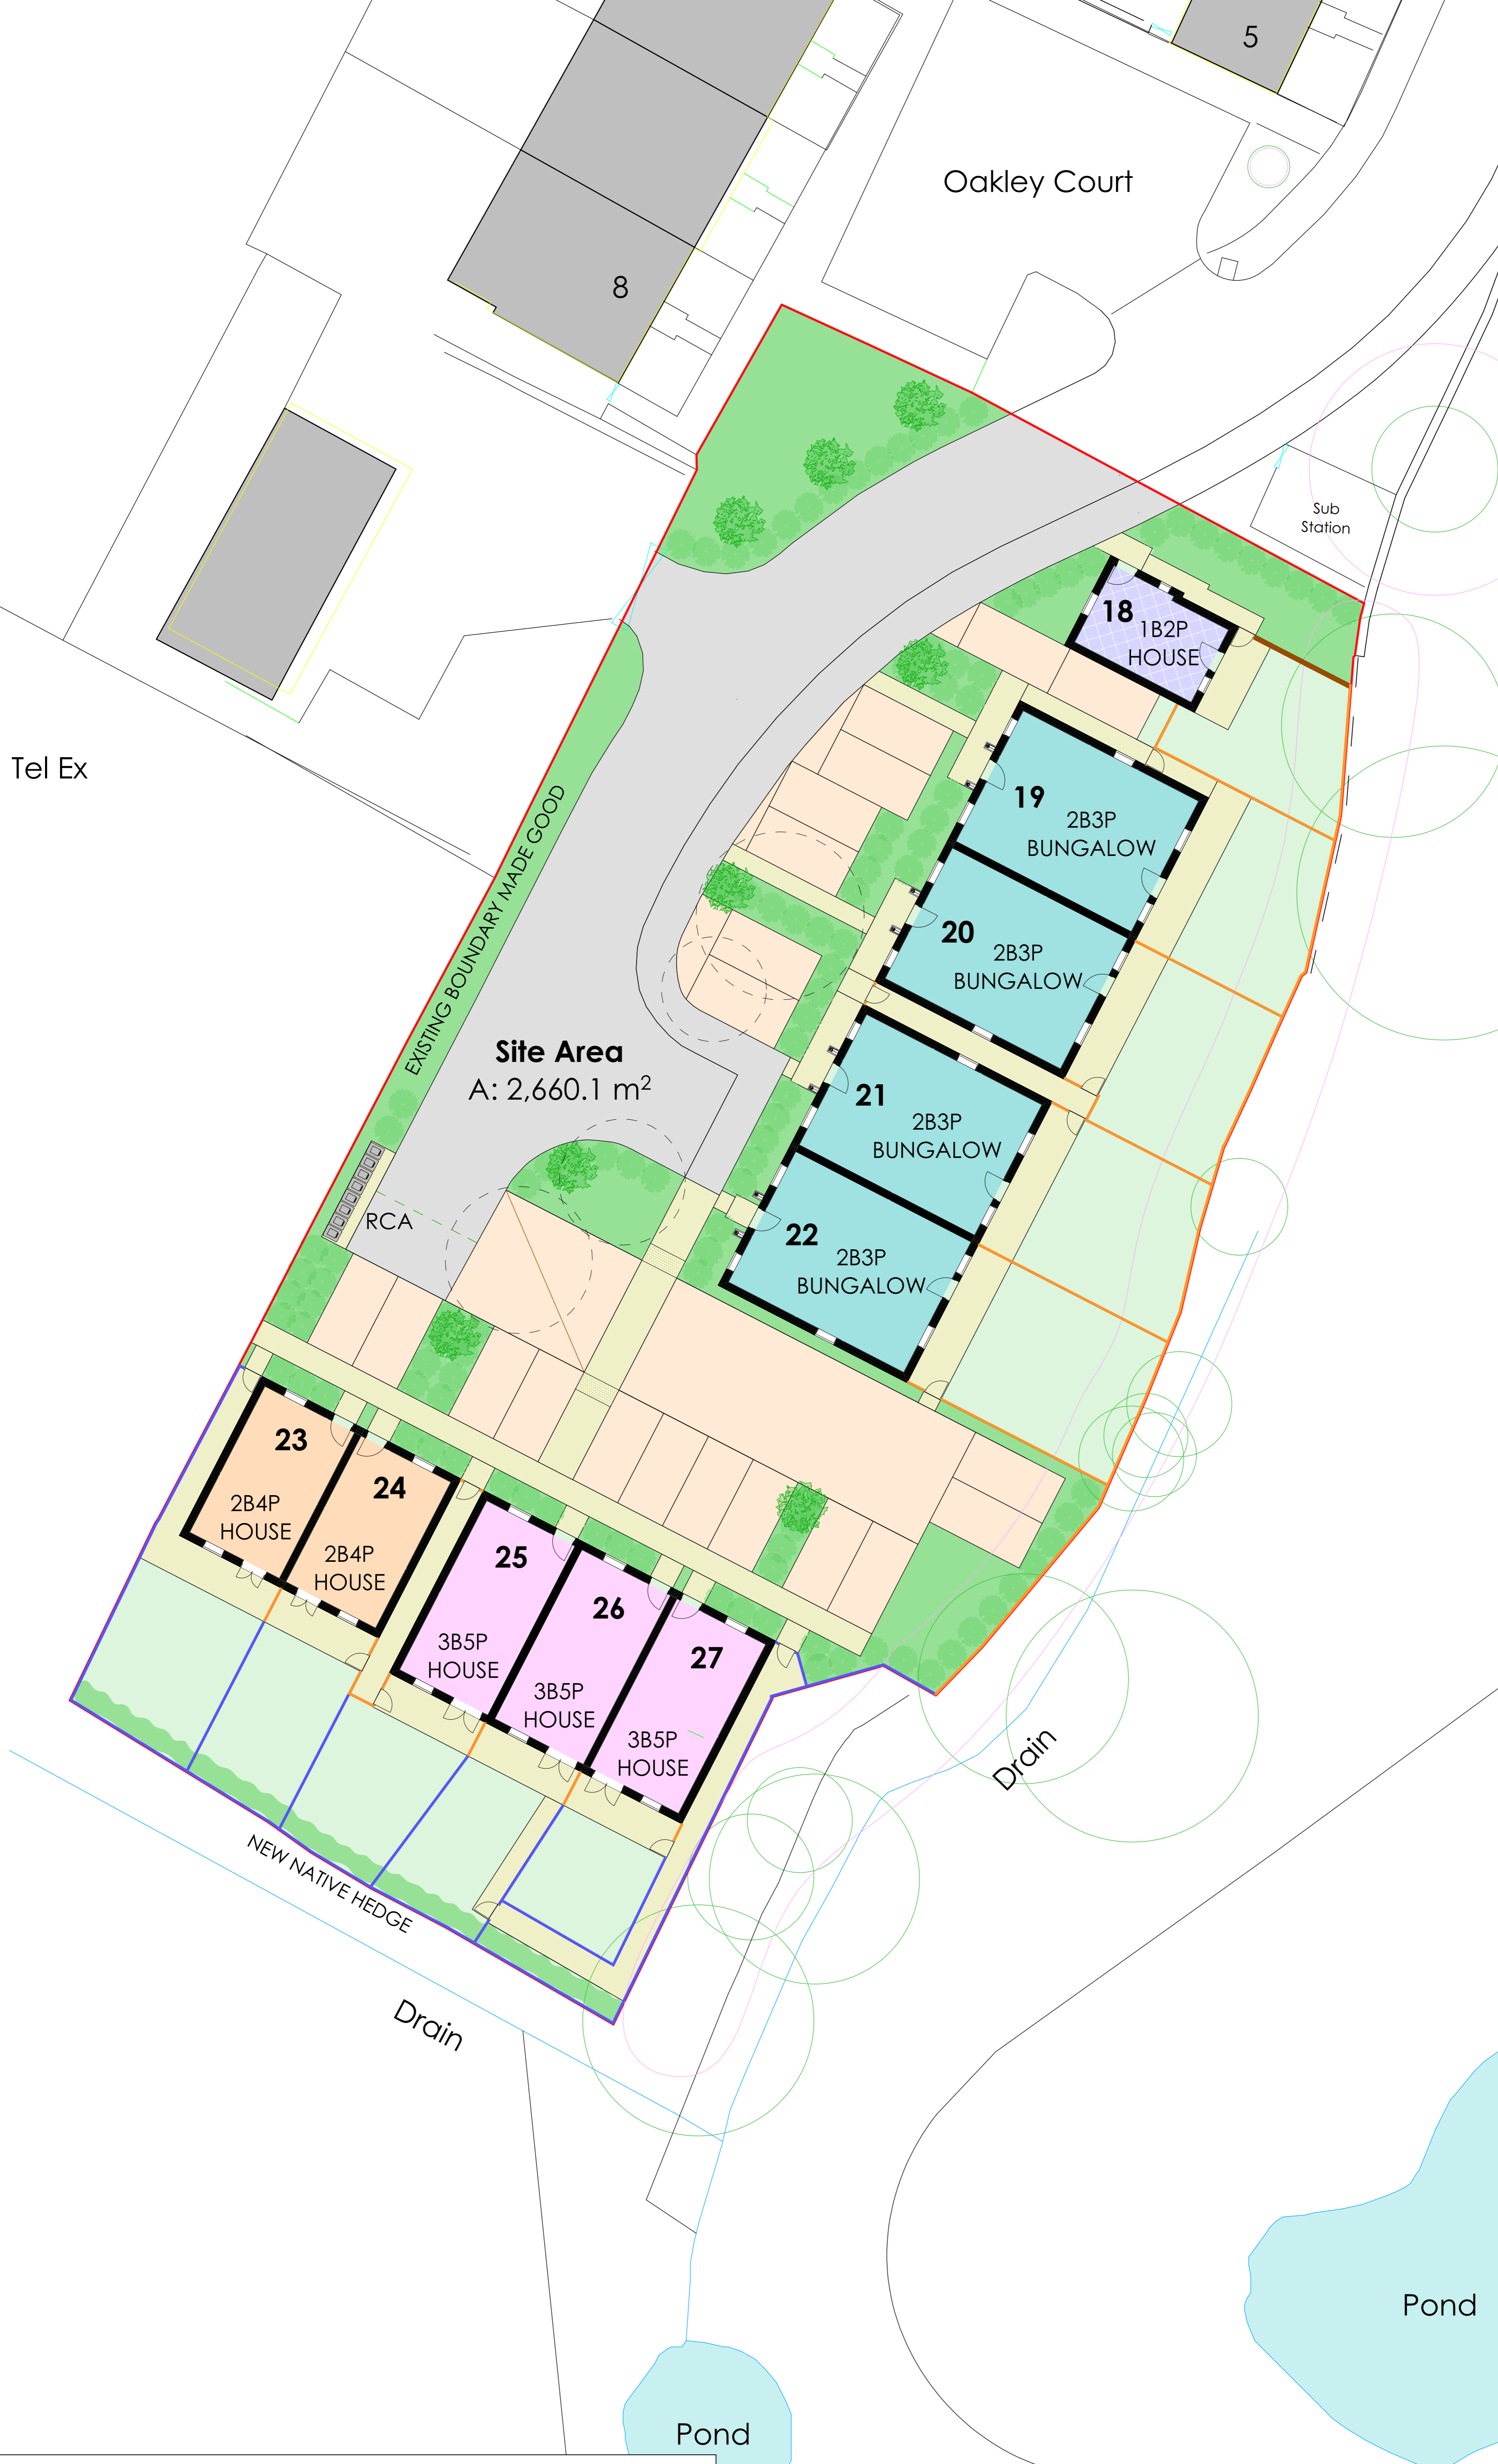 5
Oakley Court
8
Sub
Station
18
1B2P
HOUSE
Tel Ex
19
2B3P
BUNGALOW
EXISTING BOUNDARY MADE GOOD
20
2B3P
BUNGALOW
Site Area
A: 2,660.1 m²
21
2B3P
BUNGALOW
RCA
22
2B3P
BUNGALOW
23
2B4P
HOUSE
24
2B4P
HOUSE
25
3B5P
HOUSE
26
3B5P
HOUSE
27
3B5P
HOUSE
Drain
NEW NATIVE HEDGE
Drain
Pond
Pond